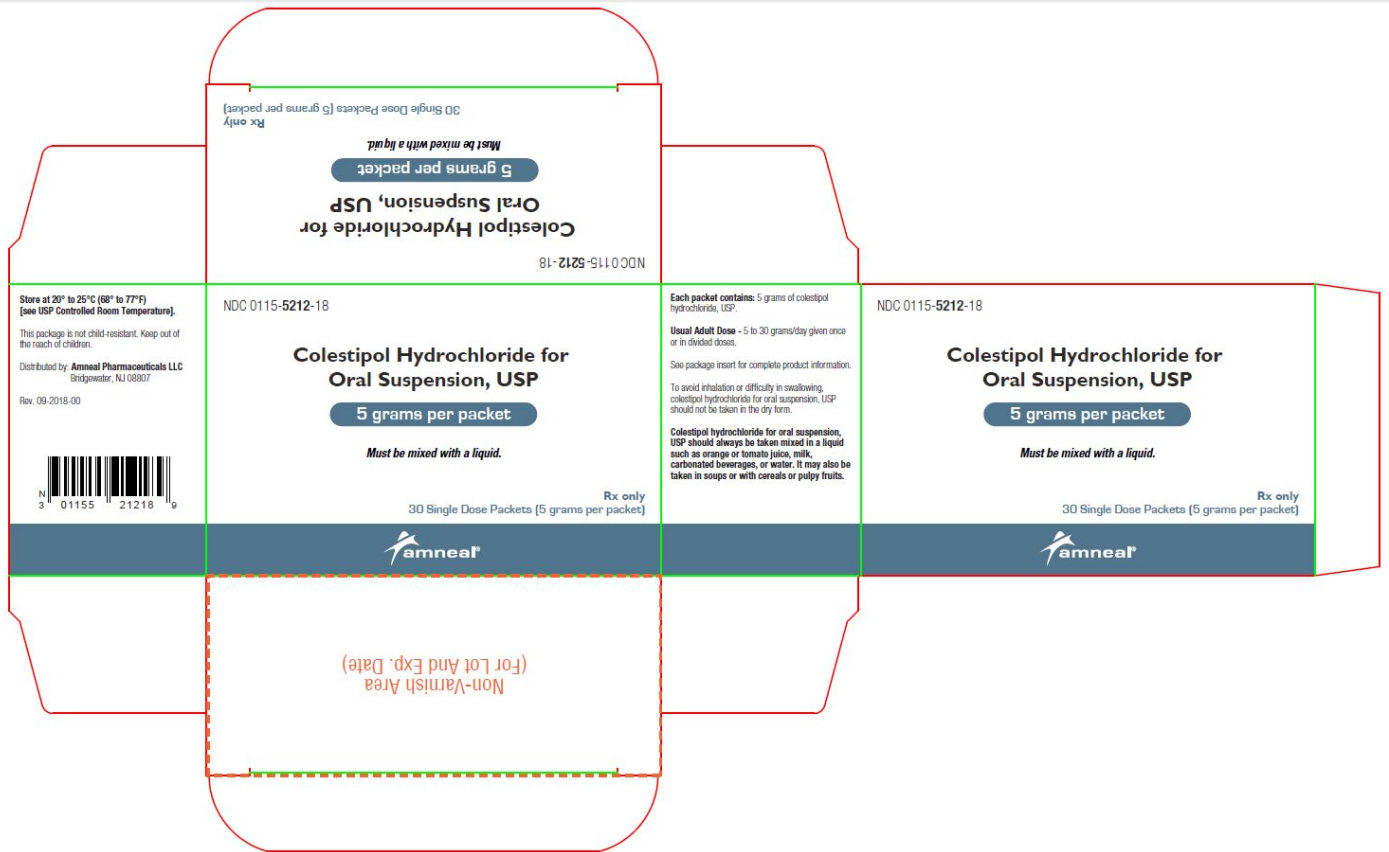 30 Single Dose Packets (5 grams per packet)
Rx only
Must be mixed with a liquid.
5 grams per packet
Colestipol Hydrochloride for
Oral Suspension, USP
NDC 0115-5212-18
Store at 20° to 25°C (68° to 77°F)
[see USP Controlled Room Temperature].
This package is not child-resistant. Keep out of
the reach of children.
Distributed by: Amneal Pharmaceuticals LLC
Bridgewater, NJ 08807
Rev. 09-2018-00
N
3 01155 21218 9
NDC 0115-5212-18
Colestipol Hydrochloride for
Oral Suspension, USP
5 grams per packet
Must be mixed with a liquid.
Rx only
30 Single Dose Packets (5 grams per packet)
amneal®
Each packet contains: 5 grams of colestipol
hydrochloride, USP.
Usual Adult Dose - 5 to 30 grams/day given once
or in divided doses.
See package insert for complete product information.
To avoid inhalation or difficulty in swallowing,
colestipol hydrochloride for oral suspension, USP
should not be taken in the dry form.
Colestipol hydrochloride for oral suspension,
USP should always be taken mixed in a liquid
such as orange or tomato juice, milk,
carbonated beverages, or water. It may also be
taken in soups or with cereals or pulpy fruits.
NDC 0115-5212-18
Colestipol Hydrochloride for
Oral Suspension, USP
5 grams per packet
Must be mixed with a liquid.
Rx only
30 Single Dose Packets (5 grams per packet)
amneal®
Non-Varnish Area
(For Lot And Exp. Date)